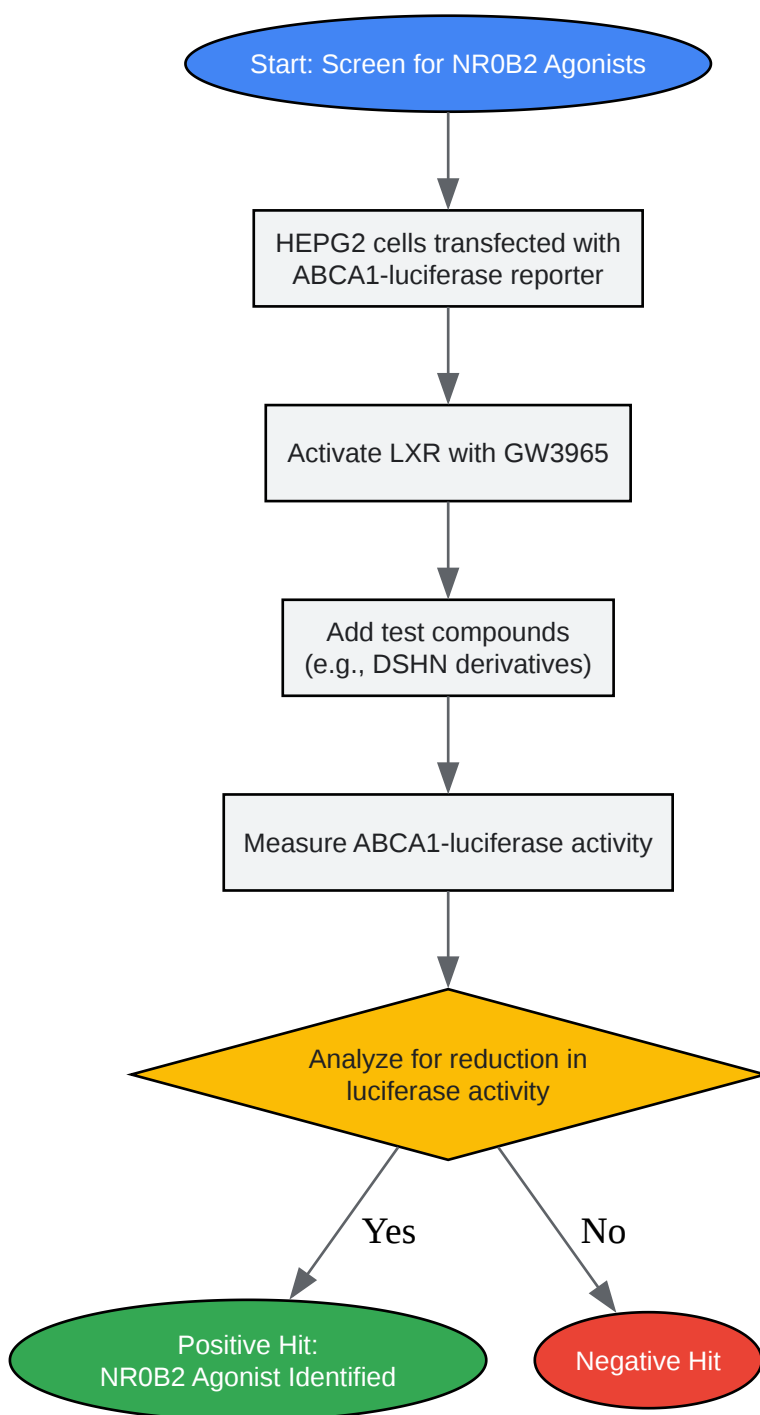 Start: Screen for NR0B2 Agonists
HEPG2 cells transfected with
ABCA1-luciferase reporter
Activate LXR with GW3965
Add test compounds
(e.g., DSHN derivatives)
Measure ABCA1-luciferase activity
Analyze for reduction in
luciferase activity
Yes
No
Positive Hit:
NR0B2 Agonist Identified
Negative Hit